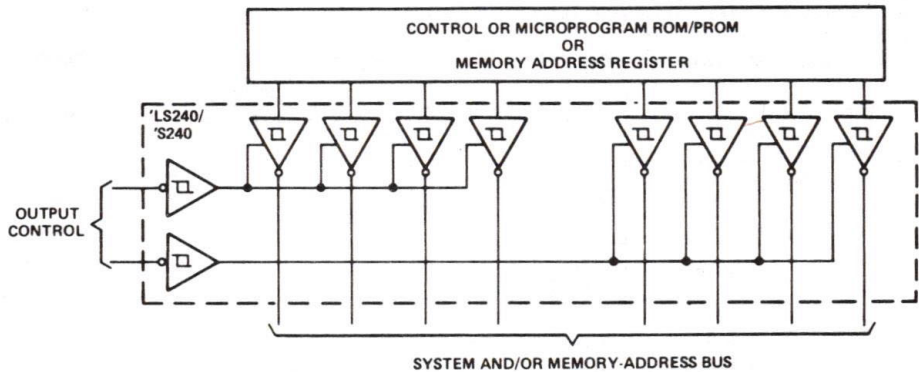 CONTROL OR MICROPROGRAM ROM/PROM
OR
MEMORY ADDRESS REGISTER
'LS240/
'S240
OUTPUT
CONTROL
SYSTEM AND/OR MEMORY-ADDRESS BUS